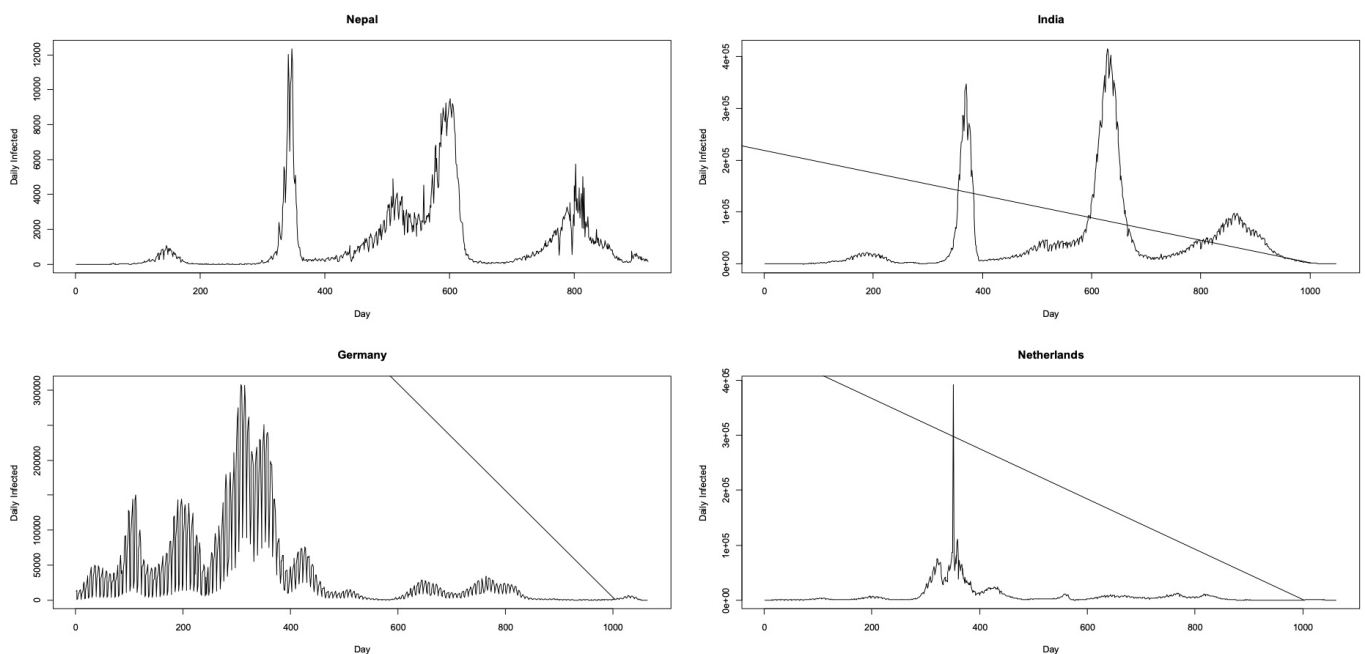 Nepal
Daily Infected
12000
10000
8000
6000
4000
2000
0
0 200 400 600 800
Day
India
Daily Infected
4e+05
3e+05
2e+05
1e+05
0e+00
0 200 400 600 800 1000
Day
Germany
Daily Infected
300000
200000
100000
50000
0
0 200 400 600 800 1000
Day
Netherlands
Daily Infected
4e+05
3e+05
2e+05
1e+05
0e+00
0 200 400 600 800 1000
Day